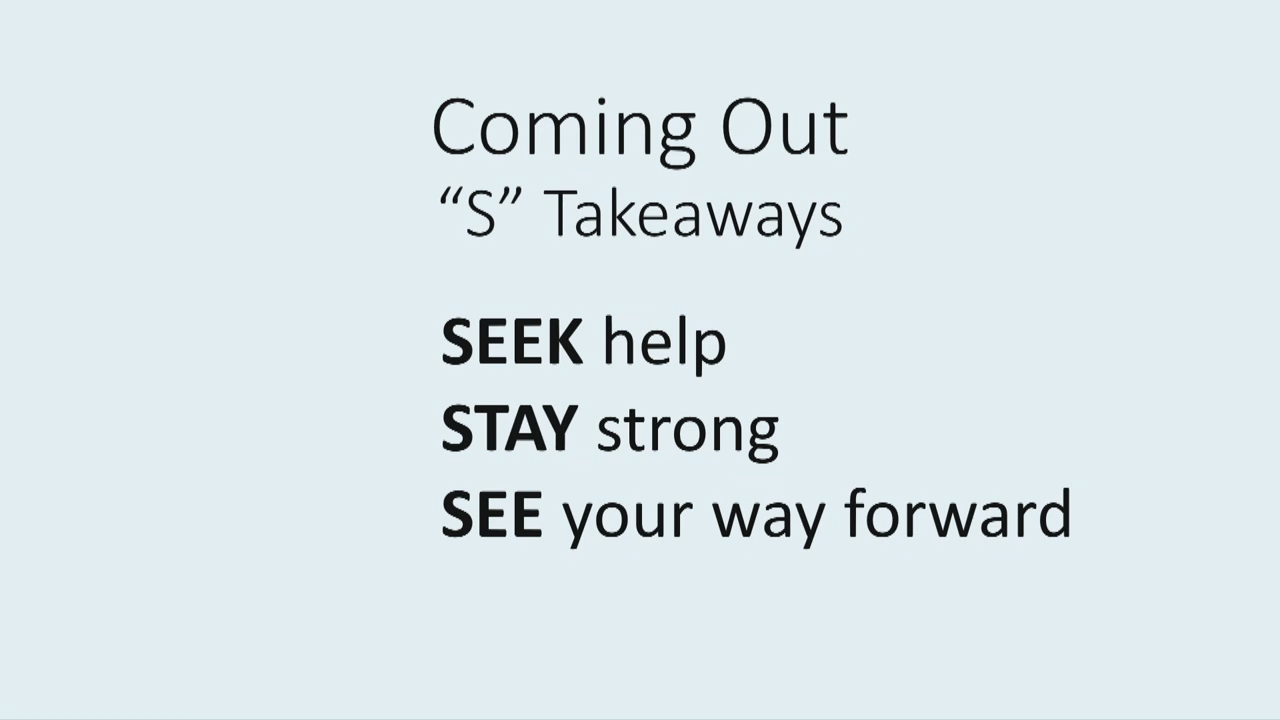 Coming Out
“S” Takeaways
SEEK help
STAY strong
SEE your way forward